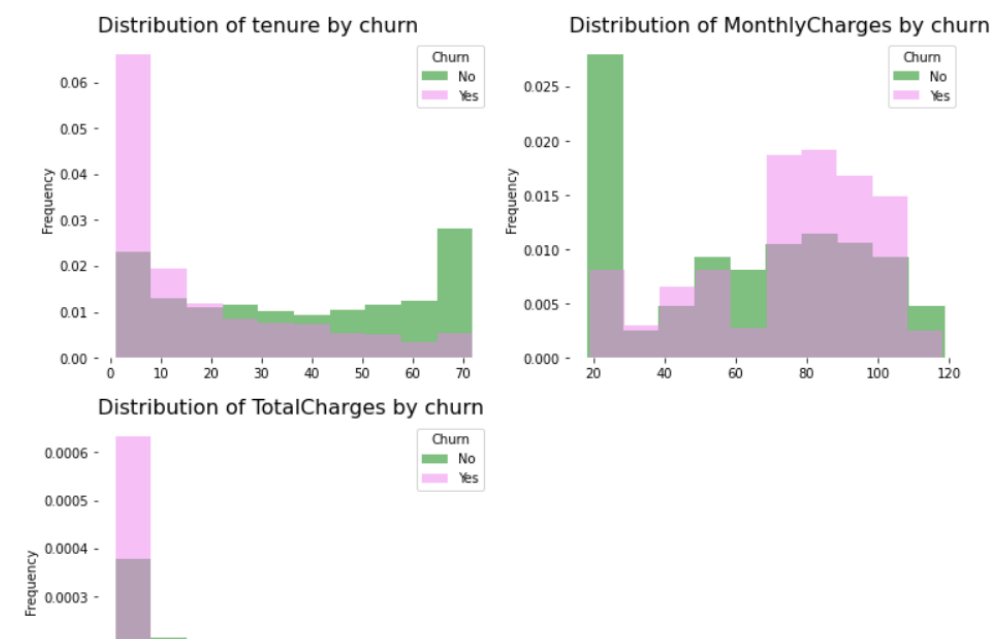 Distribution of tenure by churn
Churn
No
Yes
0.06
0.05
0.04
0.03
0.02
0.01
0.00
Frequency
0 10 20 30 40 50 60 70
Distribution of MonthlyCharges by churn
Churn
No
Yes
0.025
0.020
0.015
0.010
0.005
0.000
Frequency
20 40 60 80 100 120
Distribution of TotalCharges by churn
Churn
No
Yes
0.0006
0.0005
0.0004
0.0003
Frequency